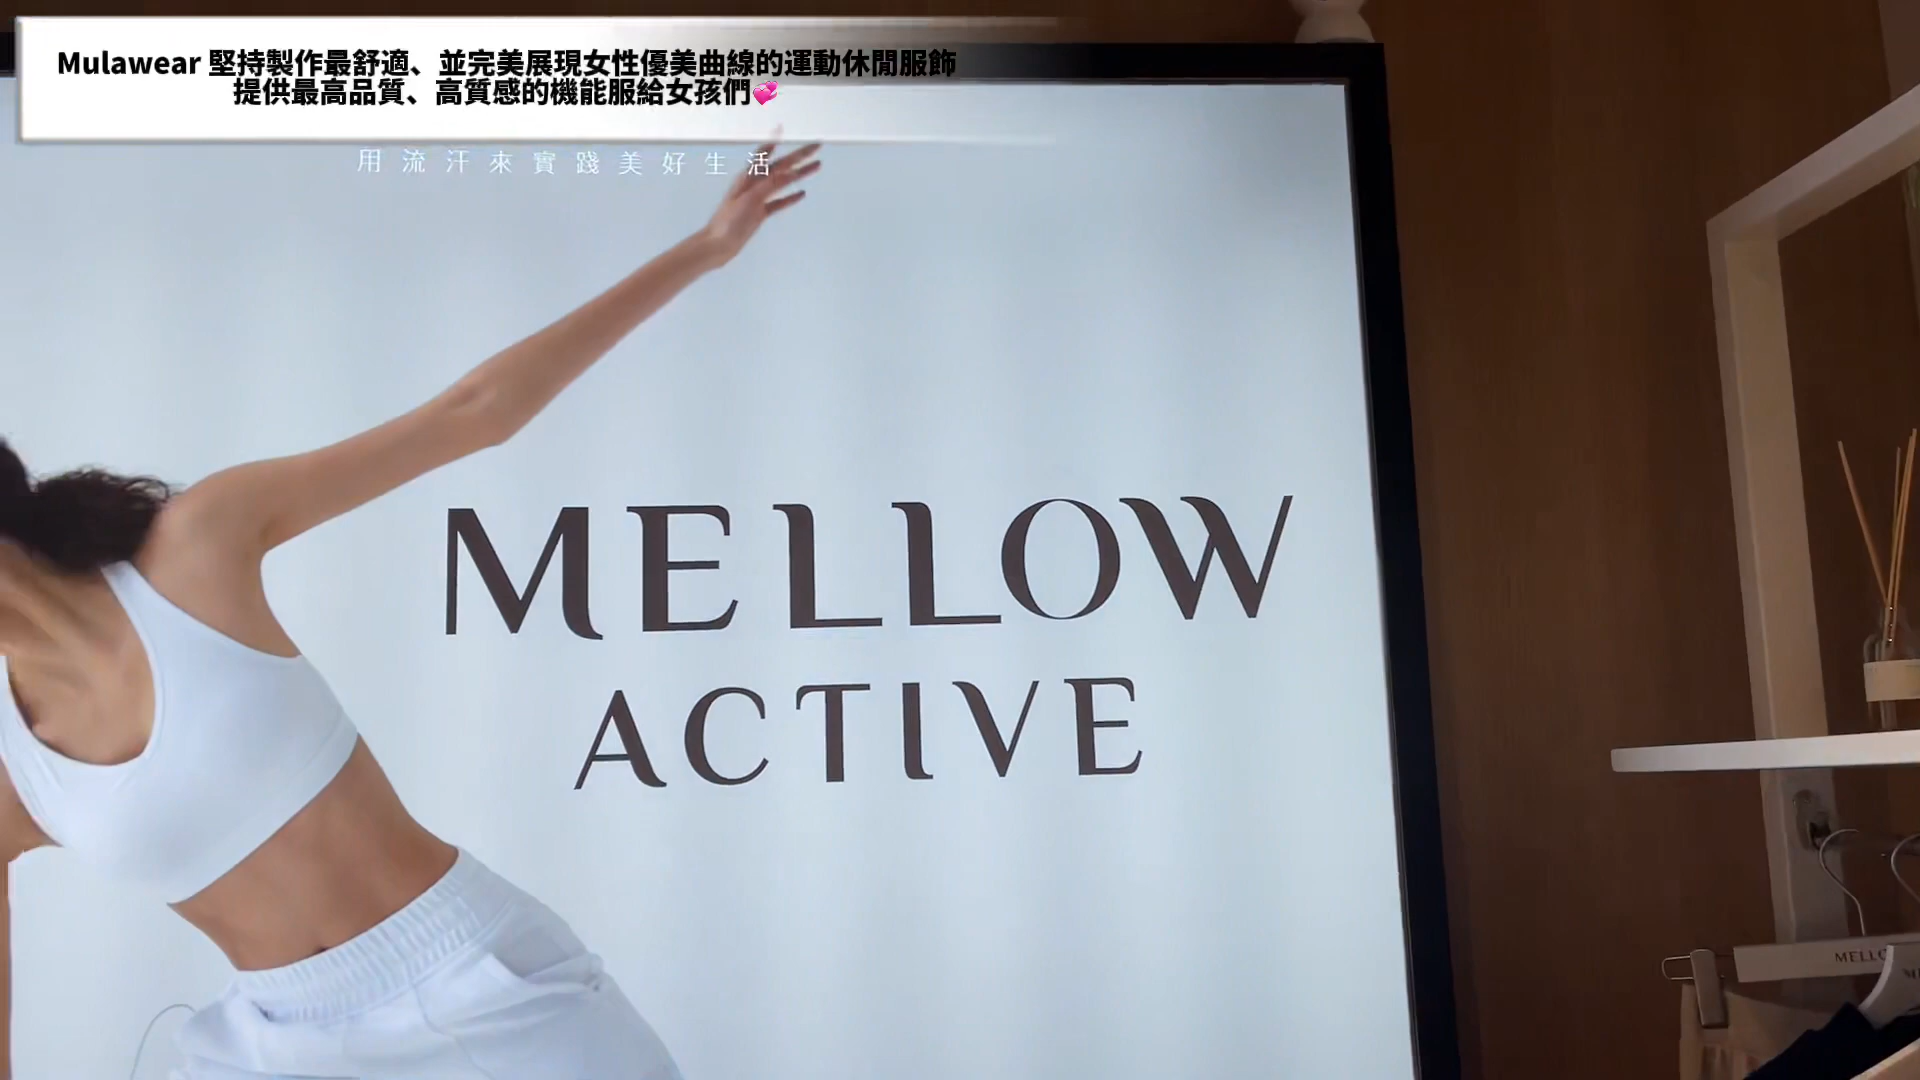 Mulawear 堅持製作最舒適、並完美展現女性優美曲線的運動休閒服飾
提供最高品質、高質感的機能服給女孩們💞
用流汗來實踐美好生活
MELLOW
ACTIVE